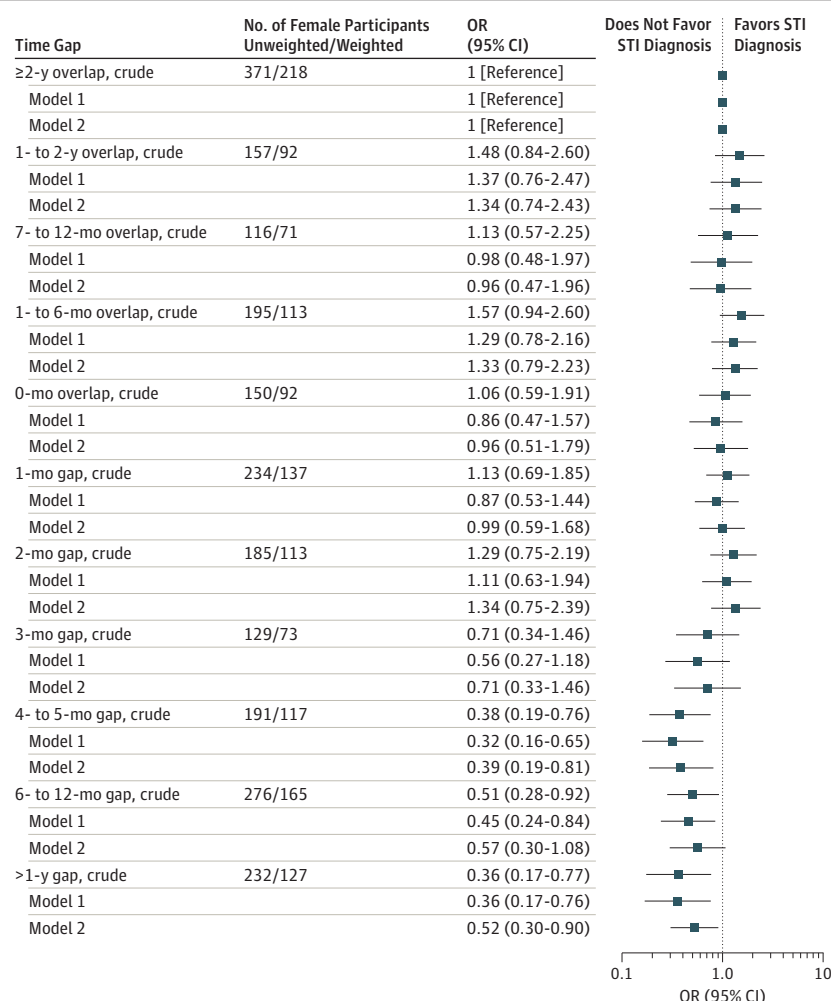 Time Gap No. of Female Participants Unweighted/Weighted OR (95% CI) Does Not Favor STI Diagnosis Favors STI Diagnosis
≥2-y overlap, crude 371/218 1 [Reference]
Model 1 1 [Reference]
Model 2 1 [Reference]
1- to 2-y overlap, crude 157/92 1.48 (0.84-2.60)
Model 1 1.37 (0.76-2.47)
Model 2 1.34 (0.74-2.43)
7- to 12-mo overlap, crude 116/71 1.13 (0.57-2.25)
Model 1 0.98 (0.48-1.97)
Model 2 0.96 (0.47-1.96)
1- to 6-mo overlap, crude 195/113 1.57 (0.94-2.60)
Model 1 1.29 (0.78-2.16)
Model 2 1.33 (0.79-2.23)
0-mo overlap, crude 150/92 1.06 (0.59-1.91)
Model 1 0.86 (0.47-1.57)
Model 2 0.96 (0.51-1.79)
1-mo gap, crude 234/137 1.13 (0.69-1.85)
Model 1 0.87 (0.53-1.44)
Model 2 0.99 (0.59-1.68)
2-mo gap, crude 185/113 1.29 (0.75-2.19)
Model 1 1.11 (0.63-1.94)
Model 2 1.34 (0.75-2.39)
3-mo gap, crude 129/73 0.71 (0.34-1.46)
Model 1 0.56 (0.27-1.18)
Model 2 0.71 (0.33-1.46)
4- to 5-mo gap, crude 191/117 0.38 (0.19-0.76)
Model 1 0.32 (0.16-0.65)
Model 2 0.39 (0.19-0.81)
6- to 12-mo gap, crude 276/165 0.51 (0.28-0.92)
Model 1 0.45 (0.24-0.84)
Model 2 0.57 (0.30-1.08)
>1-y gap, crude 232/127 0.36 (0.17-0.77)
Model 1 0.36 (0.17-0.76)
Model 2 0.52 (0.30-0.90)
0.1 1.0 10
OR (95% CI)